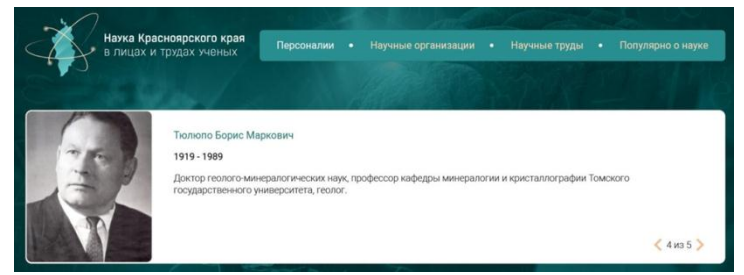 Наука Красноярского края
в лицах и трудах ученых
Персоналии • Научные организации • Научные труды • Популярно о науке
Тюлюпо Борис Маркович
1919 - 1989
Доктор геолого-минералогических наук, профессор кафедры минералогии и кристаллографии Томского
государственного университета, геолог.
4 из 5